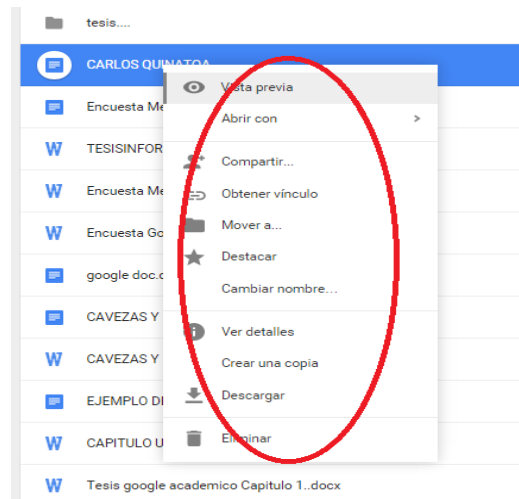 tesis....
CARLOS QUINATOA
Vista previa
Encuesta Me
Abrir con
TESISINFOR
Compartir...
Encuesta Me
Obtener vínculo
Encuesta Go
Mover a...
google doc.d
Destacar
Cambiar nombre...
CAVEZAS Y
Ver detalles
CAVEZAS Y
Crear una copia
EJEMPLO DE
Descargar
CAPITULO U
Eliminar
Tesis google academico Capitulo 1..docx